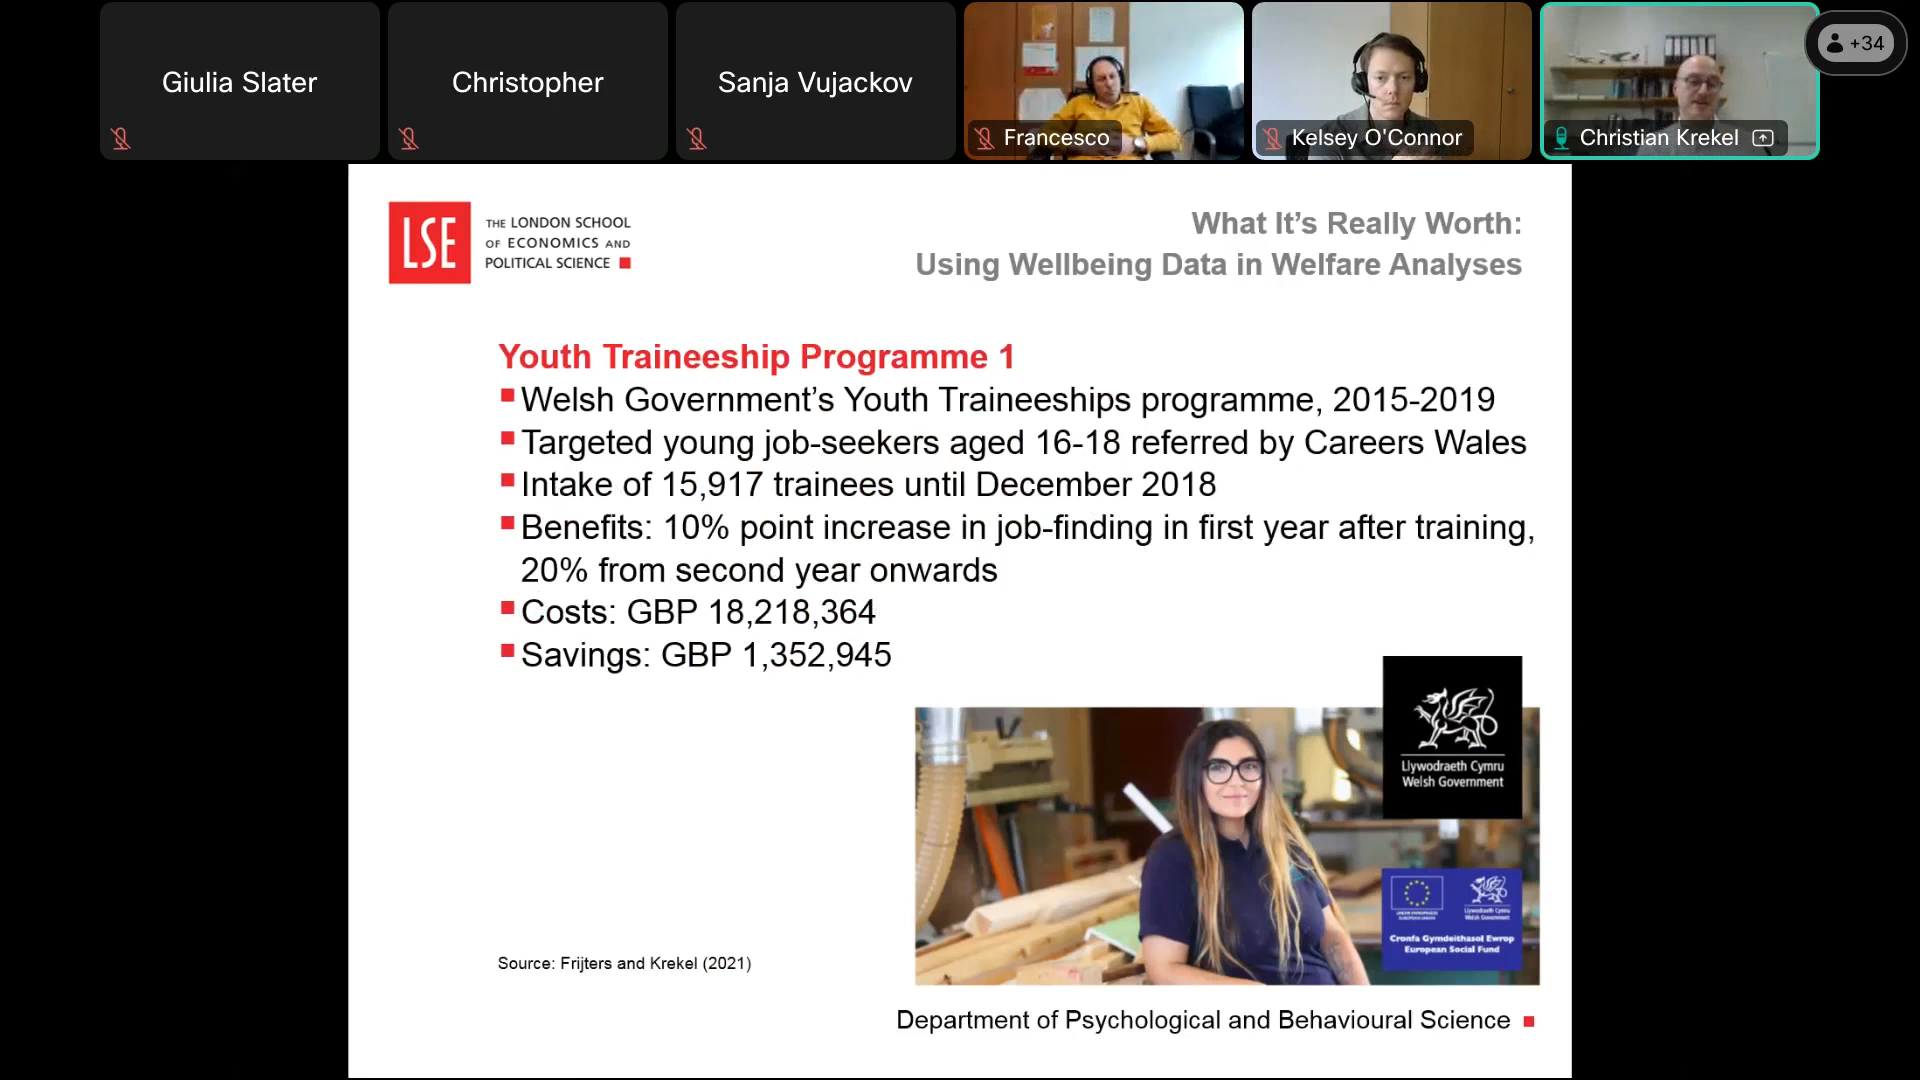 Giulia Slater
Christopher
Sanja Vujackov
Francesco
Kelsey O'Connor
Christian Krekel
+34
LSE
THE LONDON SCHOOL
OF ECONOMICS AND
POLITICAL SCIENCE
What It’s Really Worth:
Using Wellbeing Data in Welfare Analyses
Youth Traineeship Programme 1
Welsh Government’s Youth Traineeships programme, 2015-2019
Targeted young job-seekers aged 16-18 referred by Careers Wales
Intake of 15,917 trainees until December 2018
Benefits: 10% point increase in job-finding in first year after training,
20% from second year onwards
Costs: GBP 18,218,364
Savings: GBP 1,352,945
Llywodraeth Cymru
Welsh Government
Llywodraeth Cymru
Welsh Government
Cronfa Gymdeithasol Ewrop
European Social Fund
Source: Frijters and Krekel (2021)
Department of Psychological and Behavioural Science